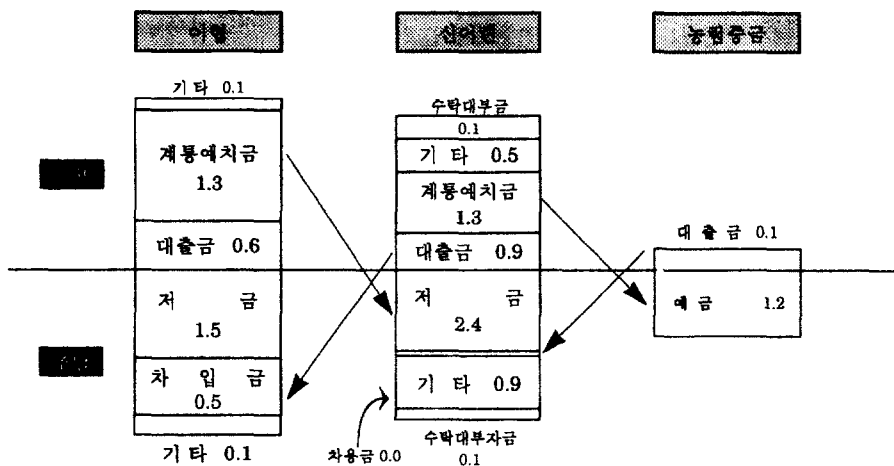 어협
신어련
농림중금
기 타 0.1
계통예치금
1.3
대출금 0.6
저 금
1.5
차 입 금
0.5
기 타 0.1
수탁대부금
0.1
기 타 0.5
계통예치금
1.3
대출금 0.9
저 금
2.4
기 타 0.9
차용금 0.0
수탁대부자금
0.1
대 출 금 0.1
예 금 1.2